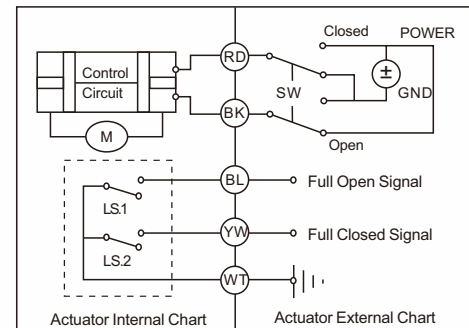 Closed POWER
RD
Control
Circuit
SW
±
GND
BK
M
Open
BL Full Open Signal
LS.1
YW Full Closed Signal
LS.2
WT
Actuator Internal Chart Actuator External Chart